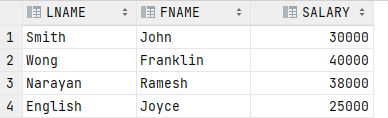 LNAME FNAME SALARY
1 Smith John 30000
2 Wong Franklin 40000
3 Narayan Ramesh 38000
4 English Joyce 25000